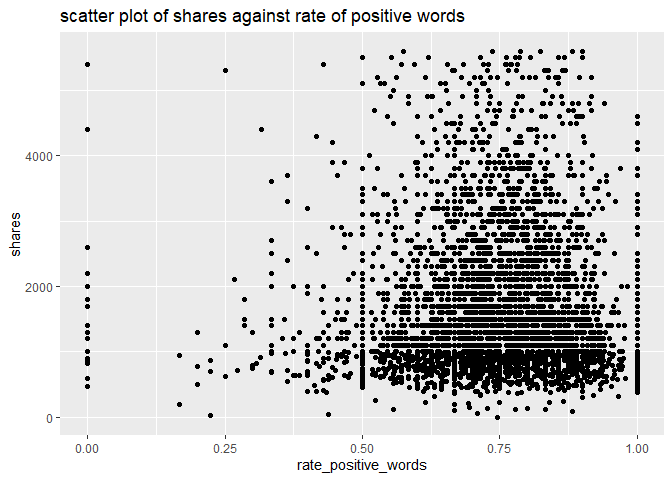 scatter plot of shares against rate of positive words
shares
4000
2000
0
0.00 0.25 0.50 0.75 1.00
rate_positive_words